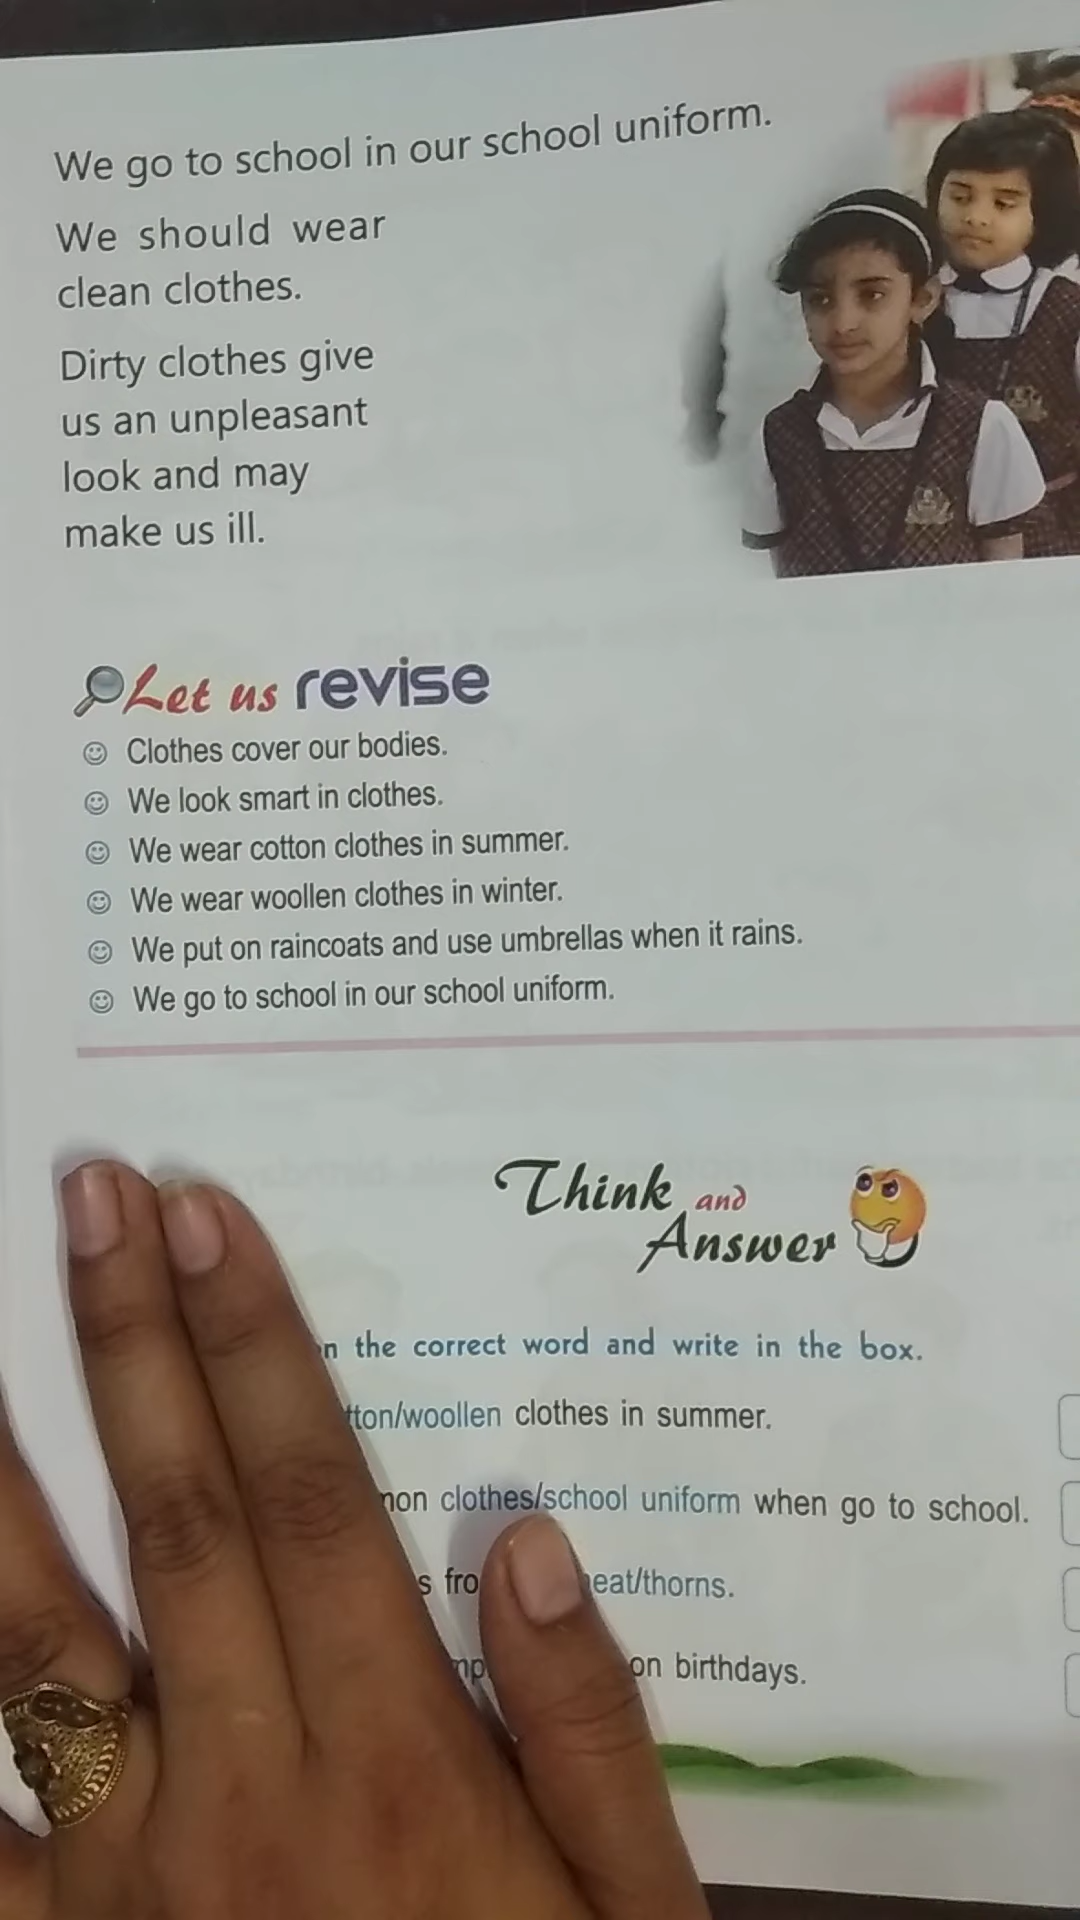 We go to school in our school uniform.
We should wear
clean clothes.
Dirty clothes give
us an unpleasant
look and may
make us ill.
Let us revise
Clothes cover our bodies.
We look smart in clothes.
We wear cotton clothes in summer.
We wear woollen clothes in winter.
We put on raincoats and use umbrellas when it rains.
We go to school in our school uniform.
Think and
Answer
the correct word and write in the box.
woollen clothes in summer.
clothes/school uniform when go to school.
thorns.
on birthdays.